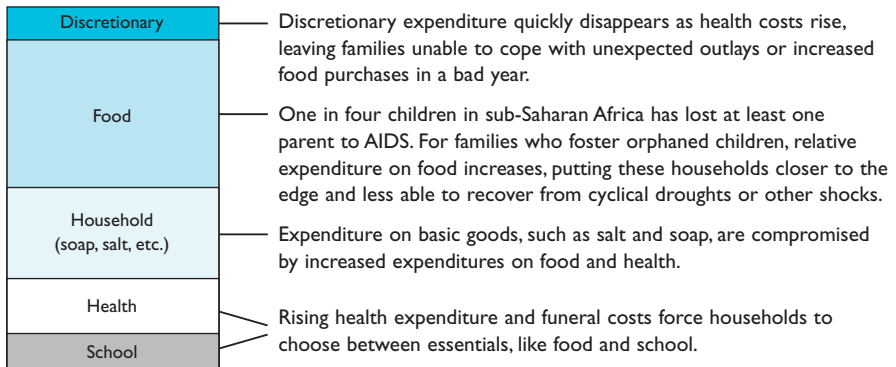 Discretionary
Discretionary expenditure quickly disappears as health costs rise,
leaving families unable to cope with unexpected outlays or increased
food purchases in a bad year.
Food
One in four children in sub-Saharan Africa has lost at least one
parent to AIDS. For families who foster orphaned children, relative
expenditure on food increases, putting these households closer to the
edge and less able to recover from cyclical droughts or other shocks.
Household
(soap, salt, etc.)
Expenditure on basic goods, such as salt and soap, are compromised
by increased expenditures on food and health.
Health
School
Rising health expenditure and funeral costs force households to
choose between essentials, like food and school.